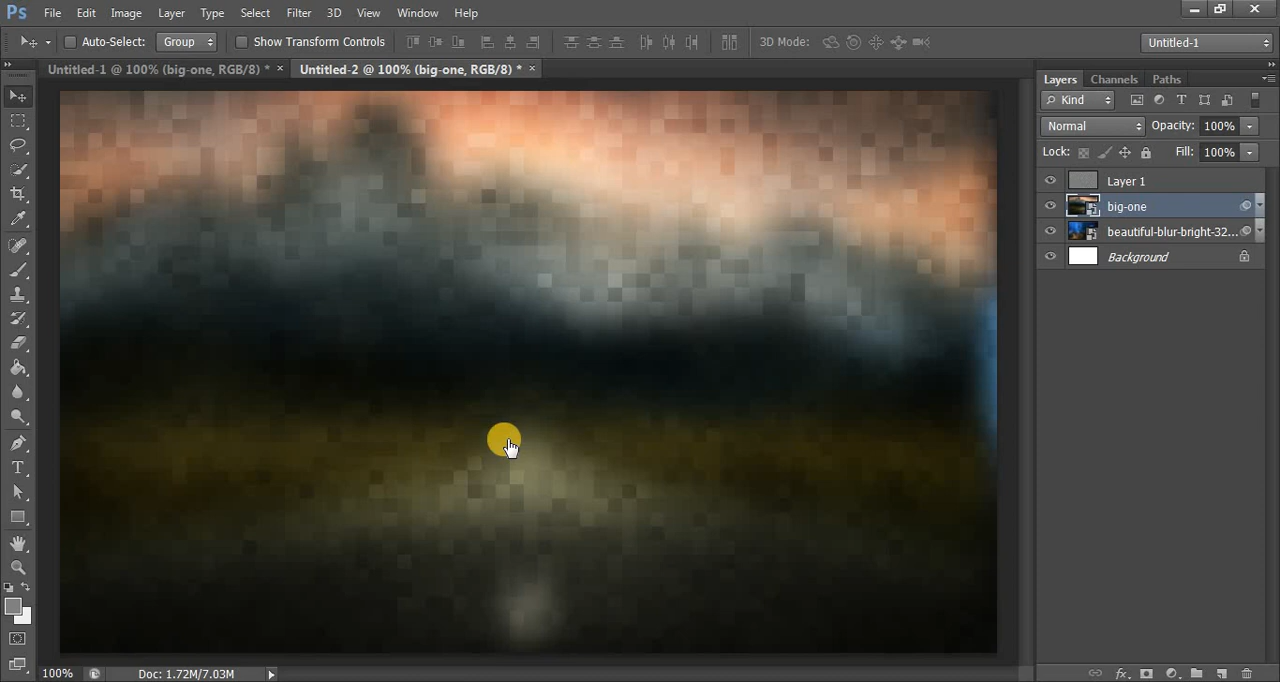 Ps File Edit Image Layer Type Select Filter 3D View Window Help
Auto-Select: Group Show Transform Controls 3D Mode: Untitled-1
Untitled-1 @ 100% (big-one, RGB/8) * × Untitled-2 @ 100% (big-one, RGB/8) * ×
Layers Channels Paths
Kind
Normal Opacity: 100%
Lock: Fill: 100%
Layer 1
big-one
beautiful-blur-bright-32...
Background
100% Doc: 1.72M/7.03M